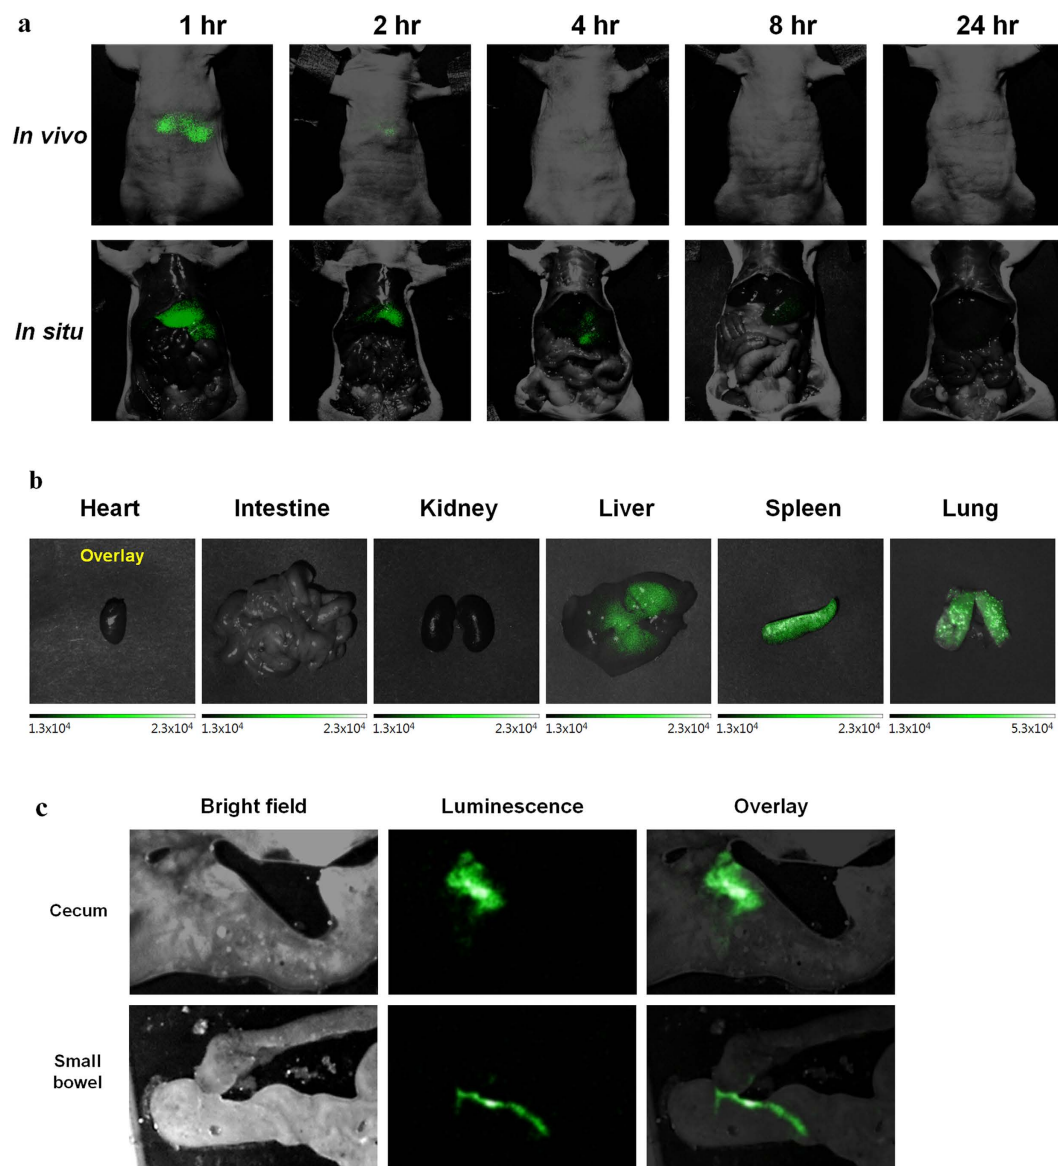 a
1 hr 2 hr 4 hr 8 hr 24 hr
In vivo
In situ
b
Heart Intestine Kidney Liver Spleen Lung
Overlay
1.3x10⁴ 2.3x10⁴ 1.3x10⁴ 2.3x10⁴ 1.3x10⁴ 2.3x10⁴ 1.3x10⁴ 2.3x10⁴ 1.3x10⁴ 2.3x10⁴ 1.3x10⁴ 5.3x10⁴
c
Bright field Luminescence Overlay
Cecum
Small
bowel